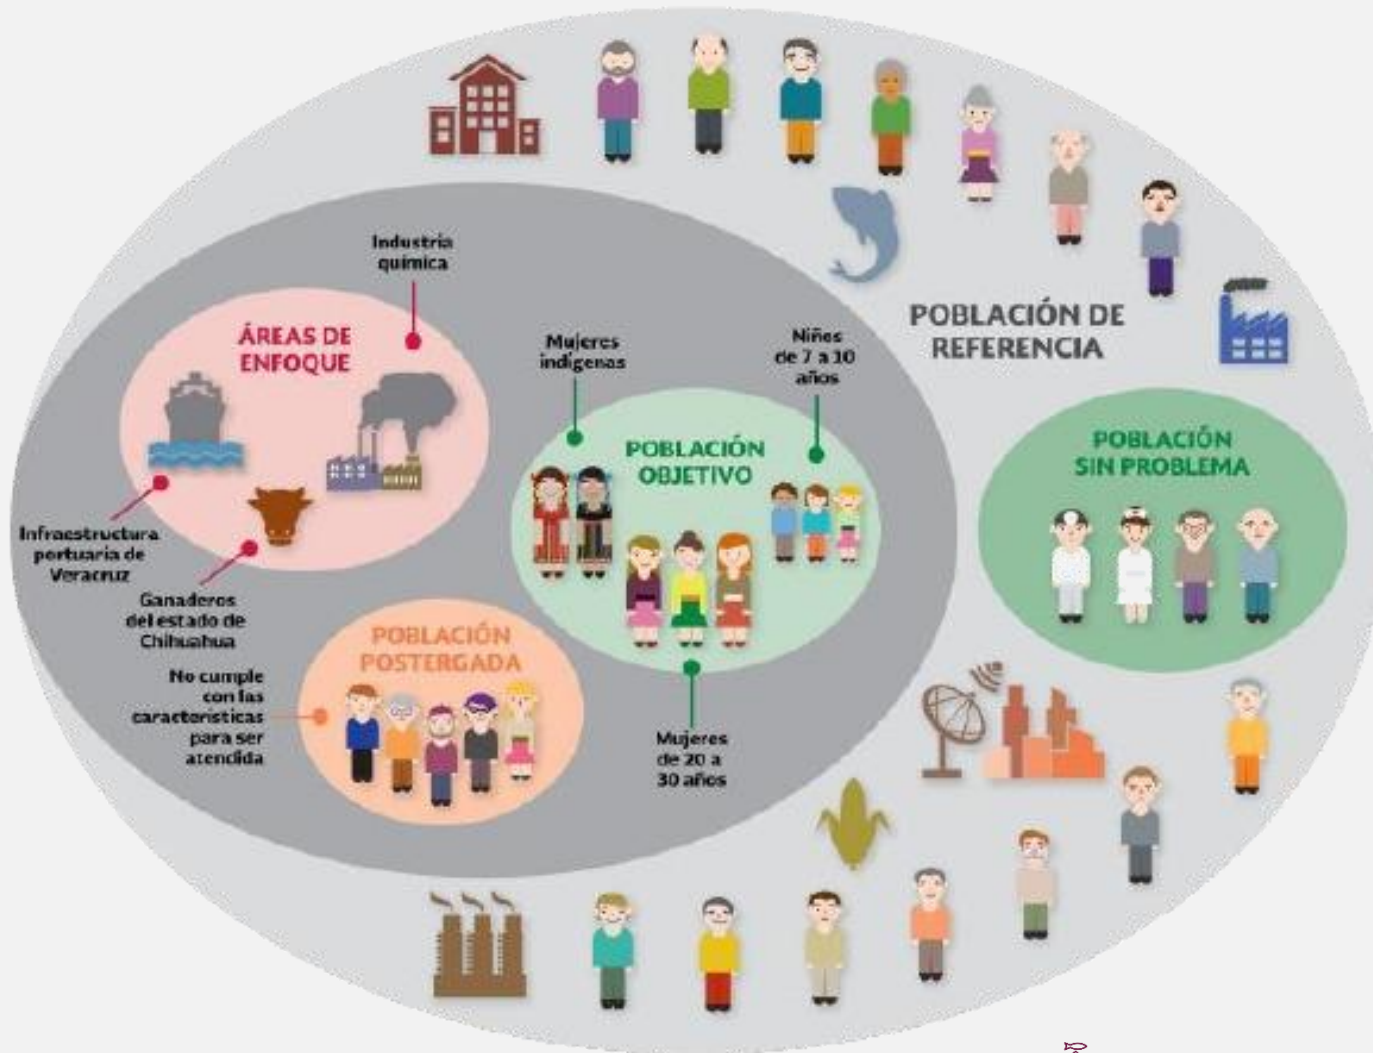 Industria
química
ÁREAS DE
ENFOQUE
Infraestructura
portuaria de
Veracruz
Ganaderos
del estado de
Chihuahua
Mujeres
indígenas
Niños
de 7 a 10
años
POBLACIÓN
OBJETIVO
Mujeres
de 20 a
30 años
POBLACIÓN
POSTERGADA
No cumple
con las
características
para ser
atendida
POBLACIÓN DE
REFERENCIA
POBLACIÓN
SIN PROBLEMA